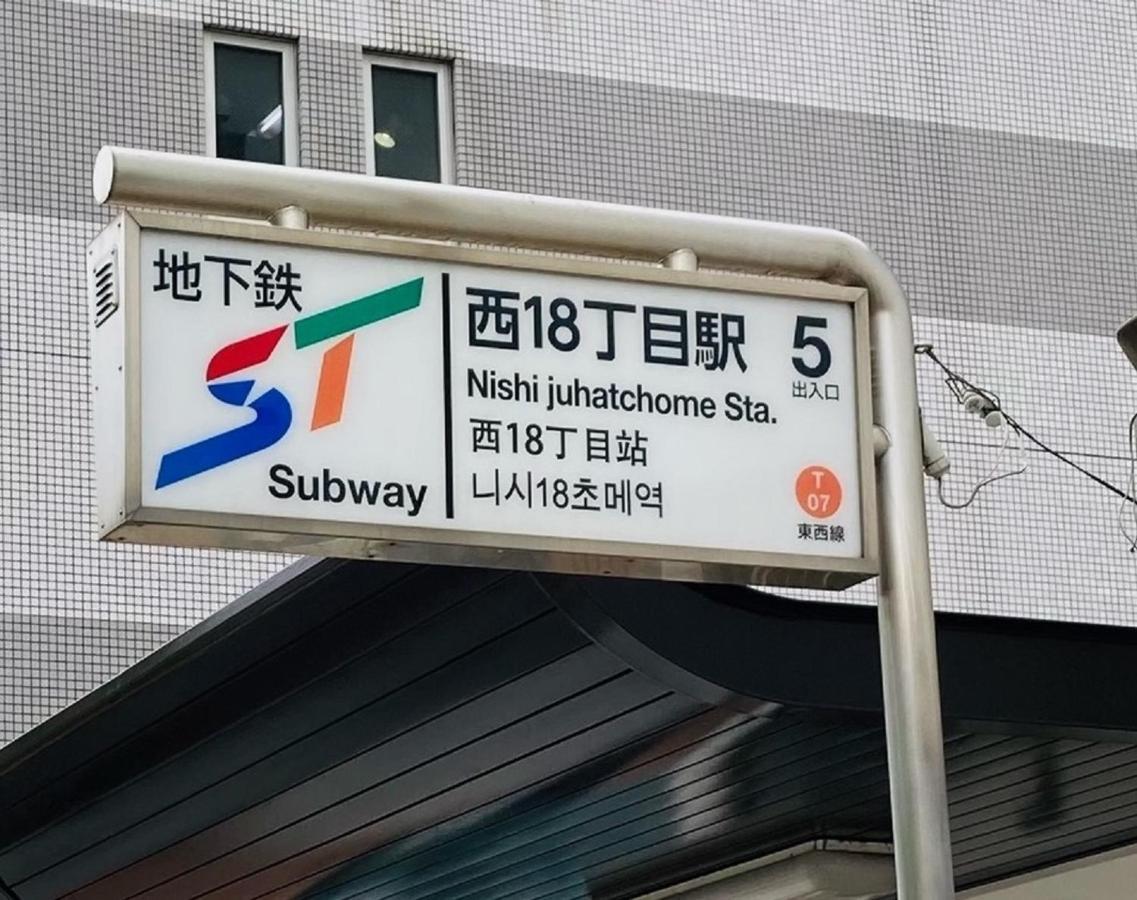 地下鉄
ST
Subway
西18丁目駅
Nishi juhatchome Sta.
西18丁目站
니시18초메역
5
出入口
T
07
東西線